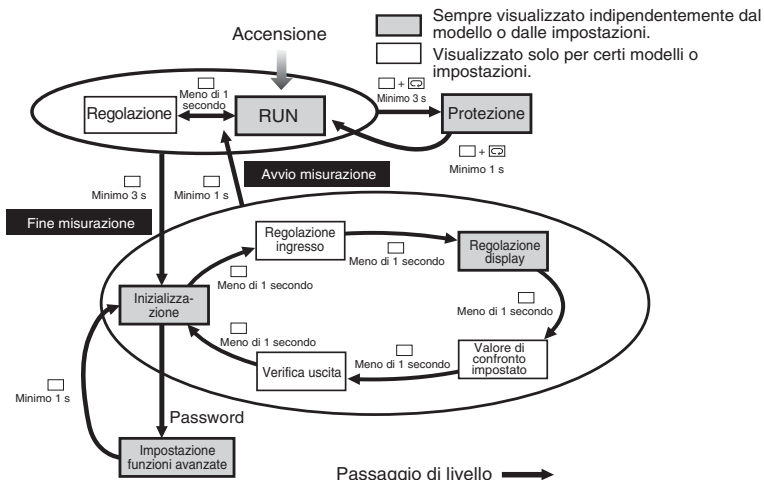 Sempre visualizzato indipendentemente dal
modello o dalle impostazioni.
Visualizzato solo per certi modelli o
impostazioni.
Accensione
Meno di 1
secondo
Regolazione
RUN
+
Minimo 3 s
Protezione
+
Minimo 1 s
Avvio misurazione
Minimo 3 s
Minimo 1 s
Fine misurazione
Regolazione
ingresso
Meno di 1 secondo
Regolazione
display
Meno di 1 secondo
Inizializza-
zione
Meno di 1 secondo
Meno di 1 secondo
Valore di
confronto
impostato
Meno di 1 secondo
Verifica uscita
Minimo 1 s
Password
Impostazione
funzioni avanzate
Passaggio di livello